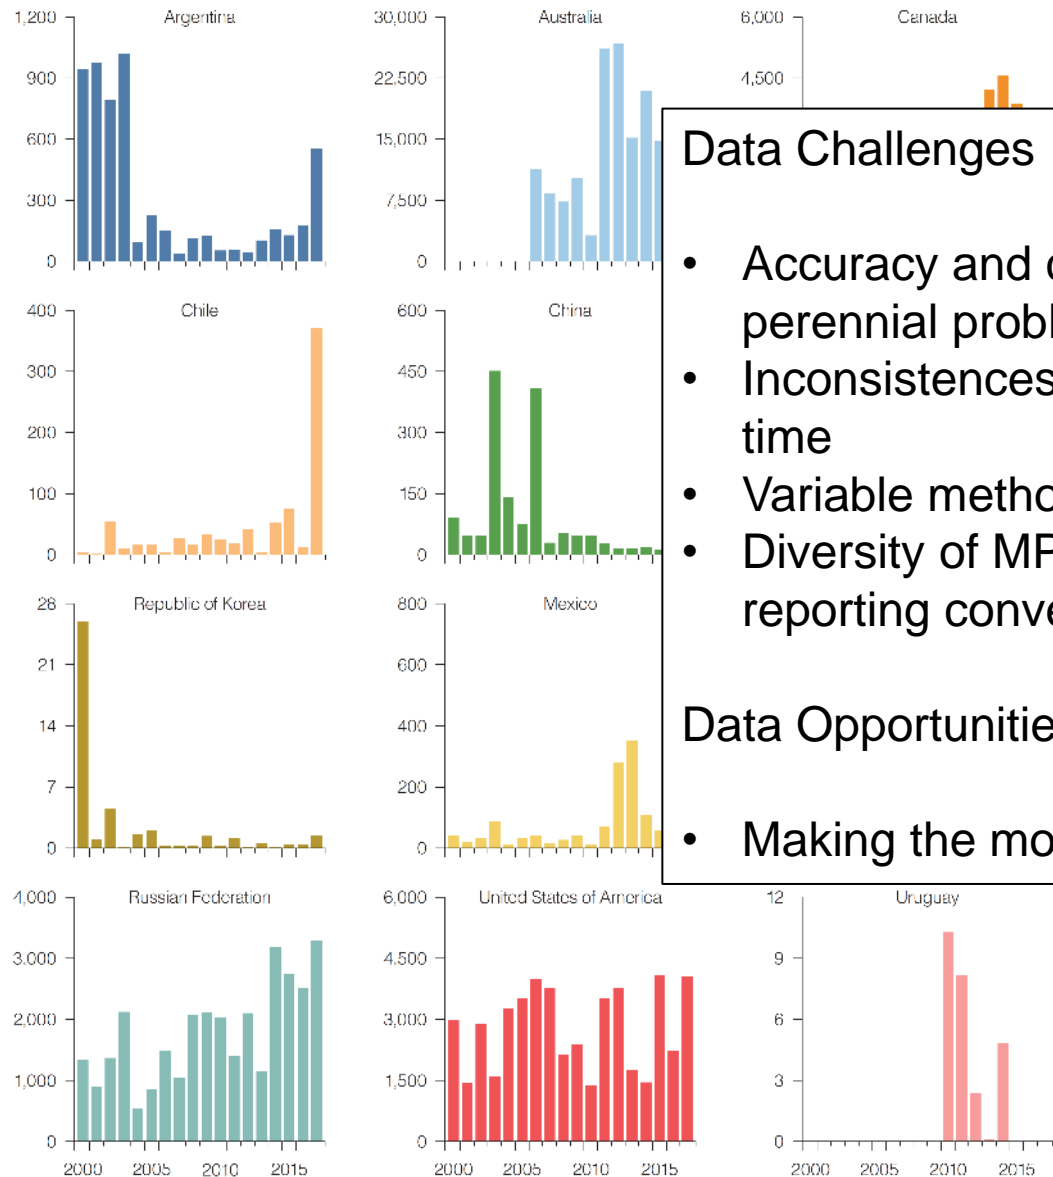 Argentina
1,200
900
600
300
0
Australia
30,000
22,500
15,000
7,500
0
Canada
6,000
4,500
Data Challenges
• Accuracy and c
perennial probl
• Inconsistences
time
• Variable metho
• Diversity of MP
reporting conve
Data Opportunitie
• Making the mo
Chile
400
300
200
100
0
China
600
450
300
150
0
Republic of Korea
28
21
14
7
0
Mexico
800
600
400
200
0
Russian Federation
4,000
3,000
2,000
1,000
0
2000 2005 2010 2015
United States of America
6,000
4,500
3,000
1,500
0
2000 2005 2010 2015
Uruguay
12
9
6
3
0
2000 2005 2010 2015